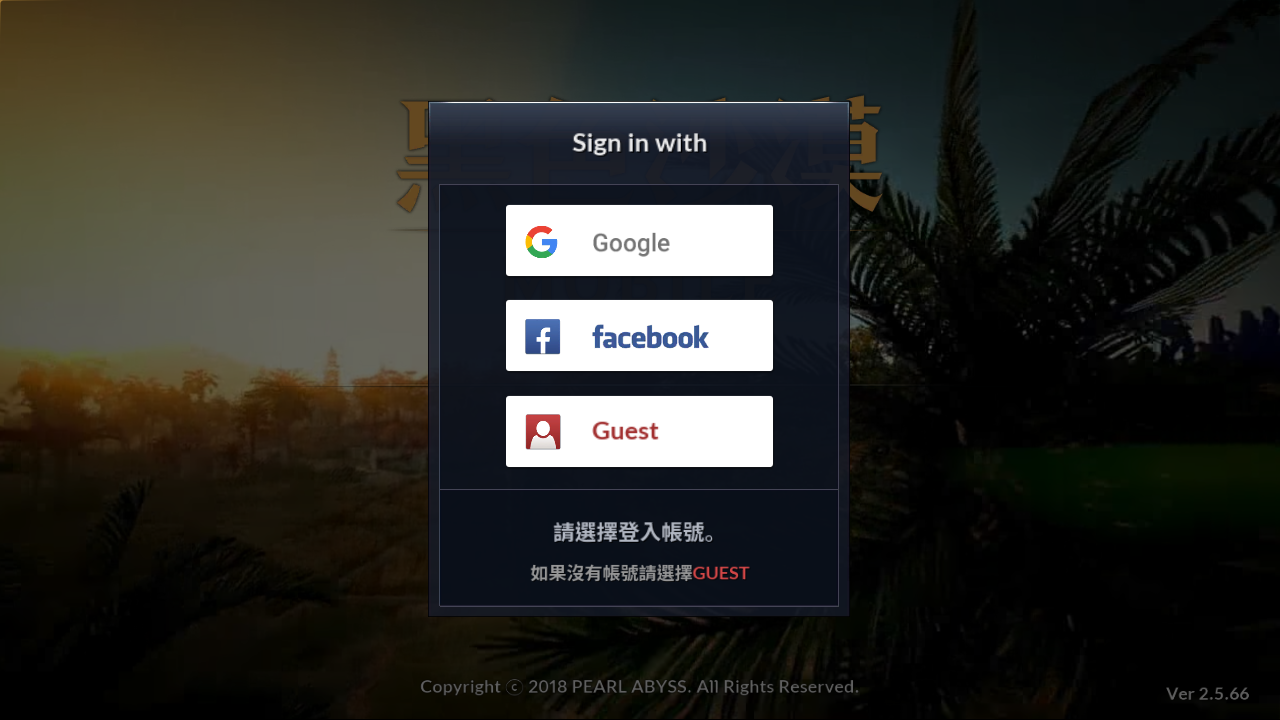 Sign in with
Google
facebook
Guest
請選擇登入帳號。
如果沒有帳號請選擇GUEST
Copyright ⓒ 2018 PEARL ABYSS. All Rights Reserved.
Ver 2.5.66